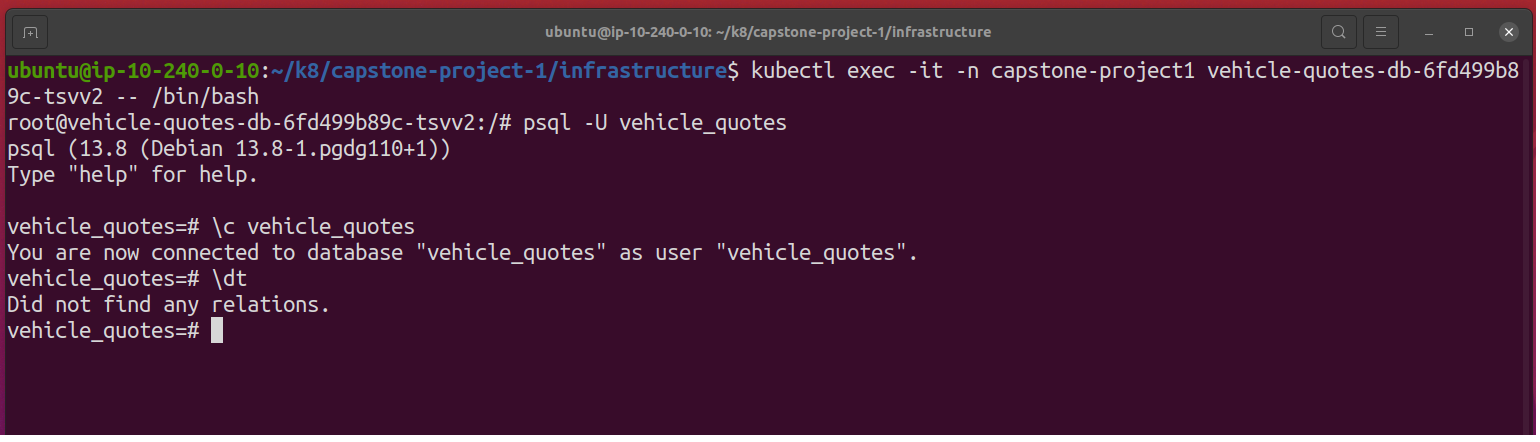 ubuntu@ip-10-240-0-10: ~/k8/capstone-project-1/infrastructure
ubuntu@ip-10-240-0-10:~/k8/capstone-project-1/infrastructure$ kubectl exec -it -n capstone-project1 vehicle-quotes-db-6fd499b8
9c-tsvv2 -- /bin/bash
root@vehicle-quotes-db-6fd499b89c-tsvv2:/# psql -U vehicle_quotes
psql (13.8 (Debian 13.8-1.pgdg110+1))
Type "help" for help.
vehicle_quotes=# \c vehicle_quotes
You are now connected to database "vehicle_quotes" as user "vehicle_quotes".
vehicle_quotes=# \dt
Did not find any relations.
vehicle_quotes=#